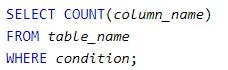 SELECT COUNT(column_name)
FROM table_name
WHERE condition;